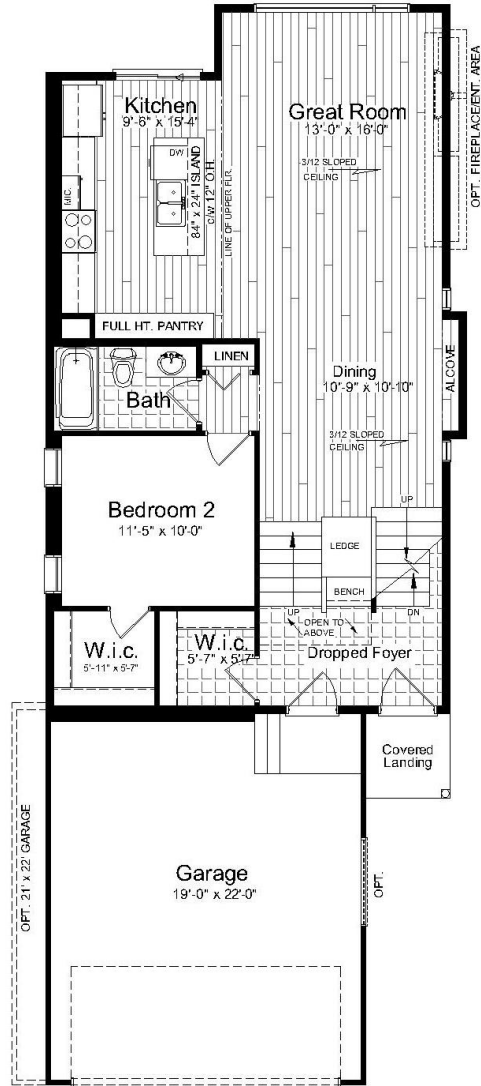 Kitchen
9'-6" x 15'-4"
Great Room
13'-0" x 16'-0"
OPT. FIREPLACE/ENT. AREA
DW
84" x 24" ISLAND
c/w 12" O.H.
LINE OF UPPER FLR.
3/12 SLOPED
CEILING
MIC.
FULL HT. PANTRY
LINEN
Bath
Dining
10'-9" x 10'-10"
ALCOVE
3/12 SLOPED
CEILING
Bedroom 2
11'-5" x 10'-0"
UP
LEDGE
BENCH
UP
DN
OPEN TO
ABOVE
W.i.c.
5'-11" x 5'-7"
W.i.c.
5'-7" x 5'-7"
Dropped Foyer
Covered
Landing
OPT. 21' x 22' GARAGE
Garage
19'-0" x 22'-0"
OPT.